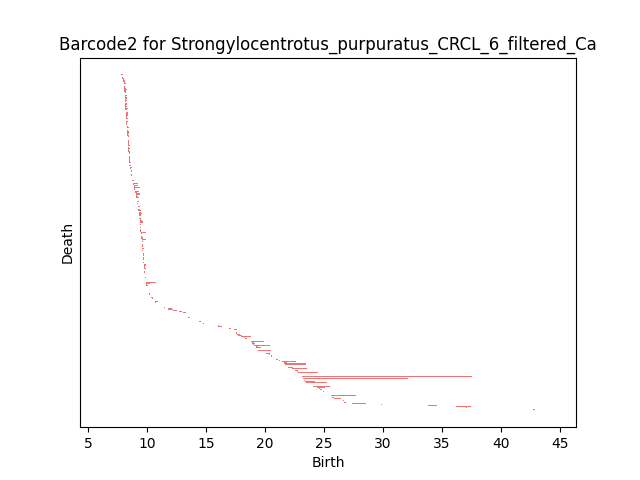 Barcode2 for Strongylocentrotus_purpuratus_CRCL_6_filtered_Ca
Death
5 10 15 20 25 30 35 40 45
Birth